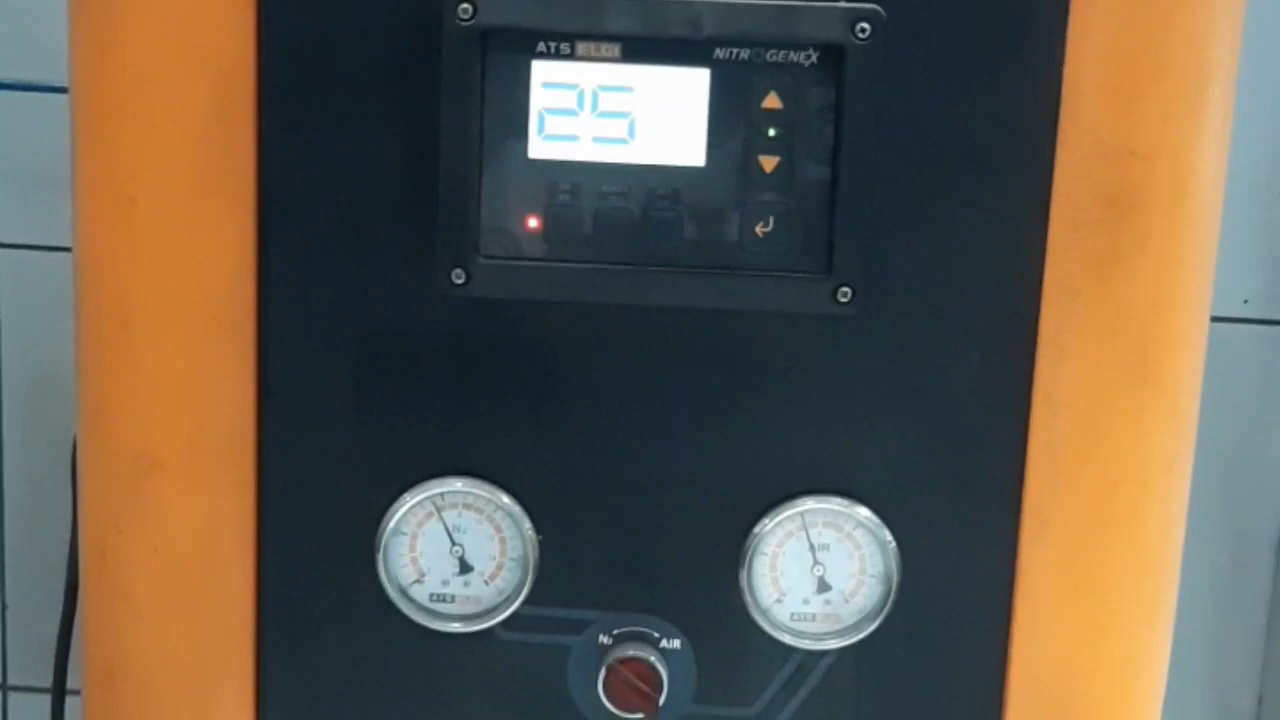 ATS ELGI
NITROGENEX
25
N₂
AIR
ATS
ATS
N₂ AIR